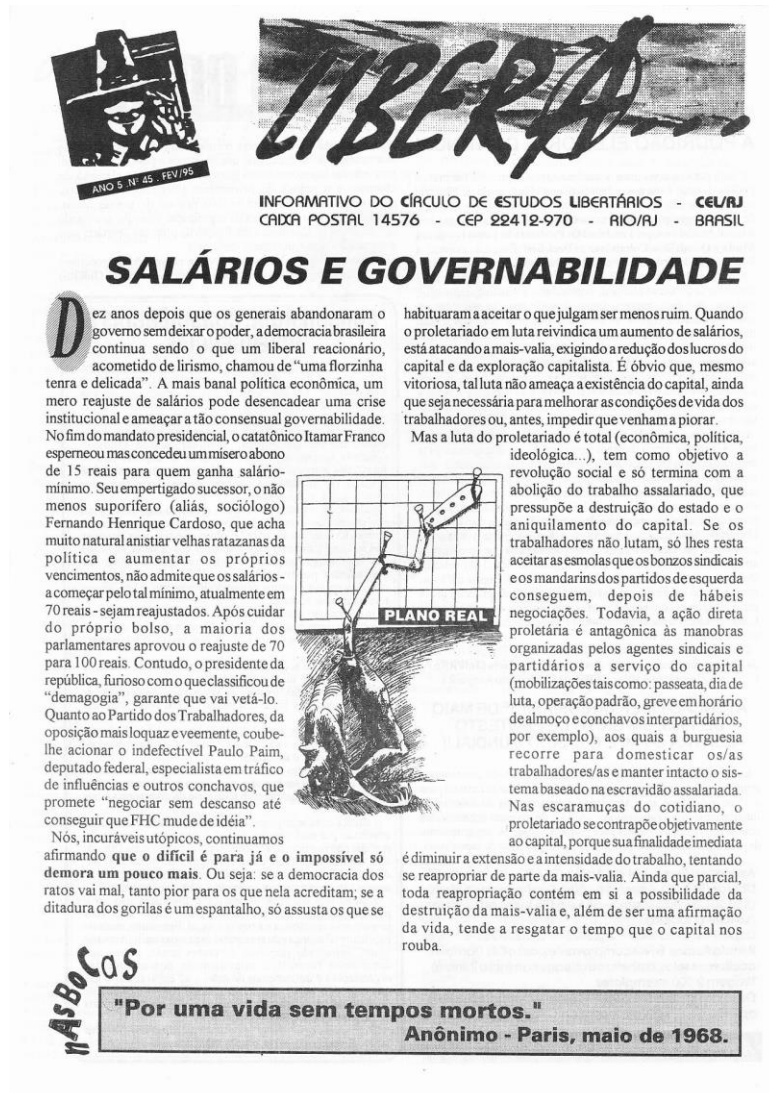 LIBERA...
ANO 5 . Nº 45 . FEV/95
INFORMATIVO DO CÍRCULO DE ESTUDOS LIBERTÁRIOS - CEL/RJ
CAIXA POSTAL 14576 - CEP 22412-970 - RIO/RJ - BRASIL
SALÁRIOS E GOVERNABILIDADE
Dez anos depois que os generais abandonaram o
governo sem deixar o poder, a democracia brasileira
continua sendo o que um liberal reacionário,
acometido de lirismo, chamou de "uma florzinha
tenra e delicada". A mais banal política econômica, um
mero reajuste de salários pode desencadear uma crise
institucional e ameaçar a tão consensual governabilidade.
No fim do mandato presidencial, o catatônico Itamar Franco
esperneou mas concedeu um mísero abono
de 15 reais para quem ganha salário-
mínimo. Seu empertigado sucessor, o não
menos suporífero (aliás, sociólogo)
Fernando Henrique Cardoso, que acha
muito natural anistiar velhas ratazanas da
política e aumentar os próprios
vencimentos, não admite que os salários -
a começar pelo tal mínimo, atualmente em
70 reais - sejam reajustados. Após cuidar
do próprio bolso, a maioria dos
parlamentares aprovou o reajuste de 70
para 100 reais. Contudo, o presidente da
república, furioso com o que classificou de
"demagogia", garante que vai vetá-lo.
Quanto ao Partido dos Trabalhadores, da
oposição mais loquaz e veemente, coube-
lhe acionar o indefectível Paulo Paim,
deputado federal, especialista em tráfico
de influências e outros conchavos, que
promete "negociar sem descanso até
conseguir que FHC mude de idéia".
Nós, incuráveis utópicos, continuamos
afirmando que o difícil é para já e o impossível só
demora um pouco mais. Ou seja: se a democracia dos
ratos vai mal, tanto pior para os que nela acreditam; se a
ditadura dos gorilas é um espantalho, só assusta os que se
habituaram a aceitar o que julgam ser menos ruim. Quando
o proletariado em luta reivindica um aumento de salários,
está atacando a mais-valia, exigindo a redução dos lucros do
capital e da exploração capitalista. É óbvio que, mesmo
vitoriosa, tal luta não ameaça a existência do capital, ainda
que seja necessária para melhorar as condições de vida dos
trabalhadores ou, antes, impedir que venham a piorar.
Mas a luta do proletariado é total (econômica, política,
ideológica...), tem como objetivo a
revolução social e só termina com a
abolição do trabalho assalariado, que
pressupõe a destruição do estado e o
aniquilamento do capital. Se os
trabalhadores não lutam, só lhes resta
aceitar as esmolas que os bonzos sindicais
e os mandarins dos partidos de esquerda
conseguem, depois de hábeis
negociações. Todavia, a ação direta
proletária é antagônica às manobras
organizadas pelos agentes sindicais e
partidários a serviço do capital
(mobilizações tais como: passeata, dia de
luta, operação padrão, greve em horário
de almoço e conchavos interpartidários,
por exemplo), aos quais a burguesia
recorre para domesticar os/as
trabalhadores/as e manter intacto o sis-
tema baseado na escravidão assalariada.
Nas escaramuças do cotidiano, o
proletariado se contrapõe objetivamente
ao capital, porque sua finalidade imediata
é diminuir a extensão e a intensidade do trabalho, tentando
se reapropriar de parte da mais-valia. Ainda que parcial,
toda reapropriação contém em si a possibilidade da
destruição da mais-valia e, além de ser uma afirmação
da vida, tende a resgatar o tempo que o capital nos
rouba.
PLANO REAL
nAsBoCas
"Por uma vida sem tempos mortos."
Anônimo - Paris, maio de 1968.